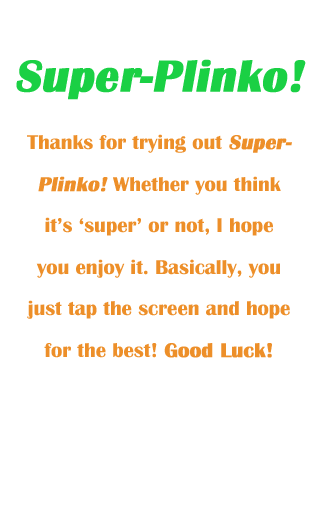 Super-Plinko!
Thanks for trying out Super-
Plinko! Whether you think
it’s ‘super’ or not, I hope
you enjoy it. Basically, you
just tap the screen and hope
for the best! Good Luck!